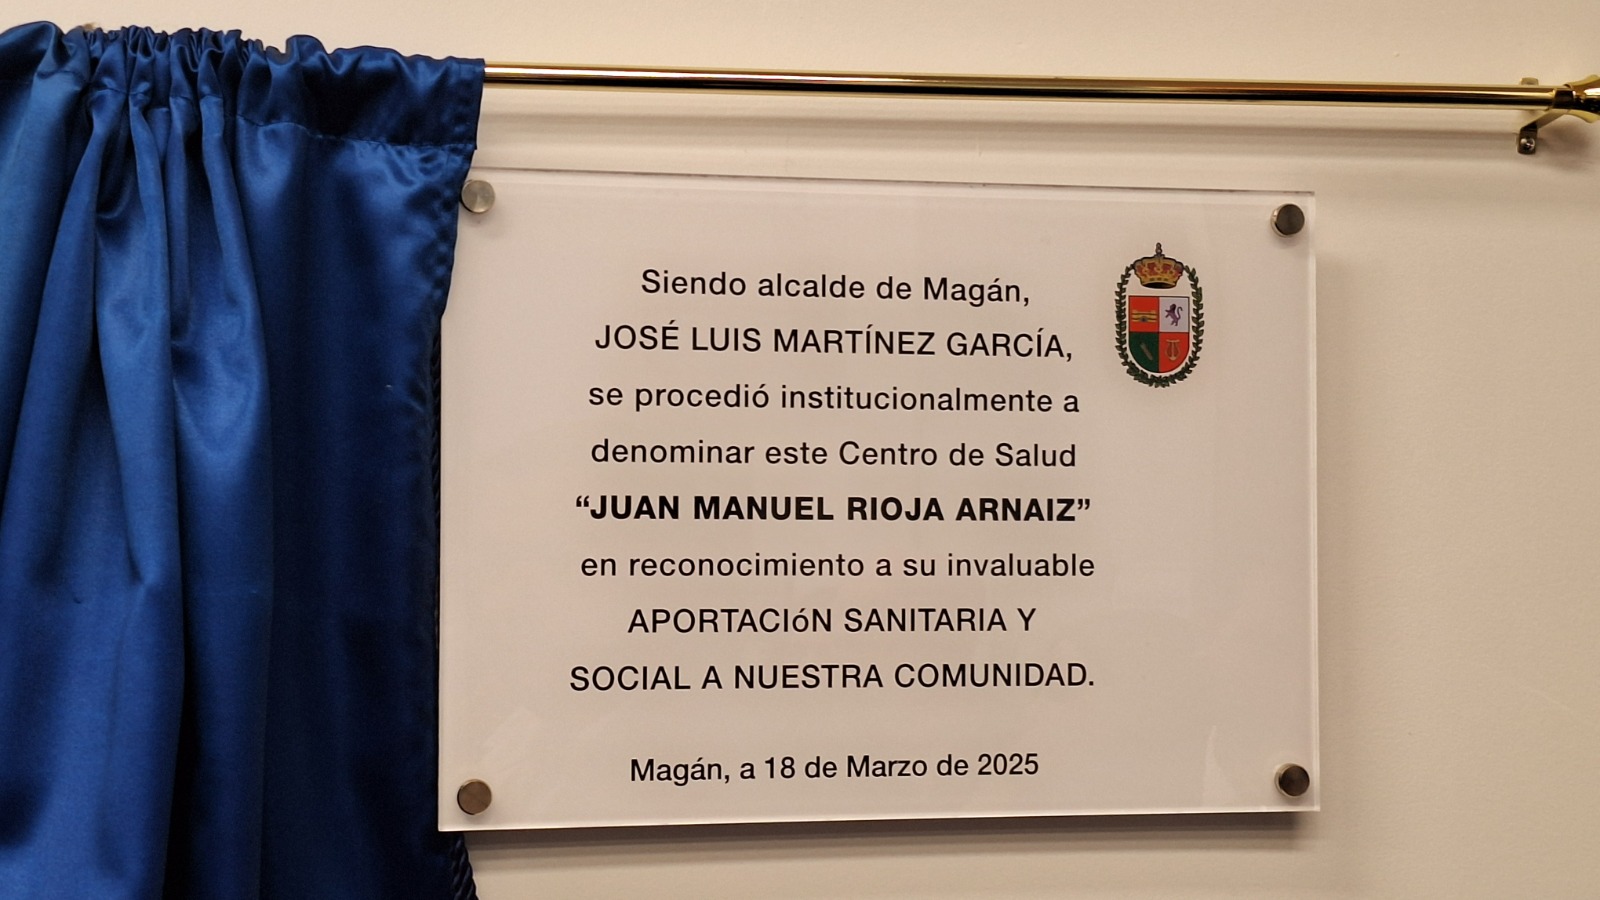 Siendo alcalde de Magán,
JOSÉ LUIS MARTÍNEZ GARCÍA,
se procedió institucionalmente a
denominar este Centro de Salud
“JUAN MANUEL RIOJA ARNAIZ”
en reconocimiento a su invaluable
APORTACIóN SANITARIA Y
SOCIAL A NUESTRA COMUNIDAD.
Magán, a 18 de Marzo de 2025